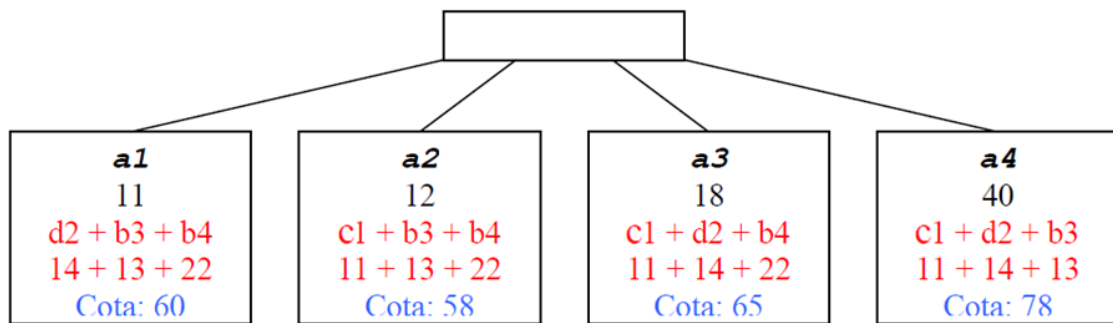 a1
11
d2 + b3 + b4
14 + 13 + 22
Cota: 60
a2
12
c1 + b3 + b4
11 + 13 + 22
Cota: 58
a3
18
c1 + d2 + b4
11 + 14 + 22
Cota: 65
a4
40
c1 + d2 + b3
11 + 14 + 13
Cota: 78